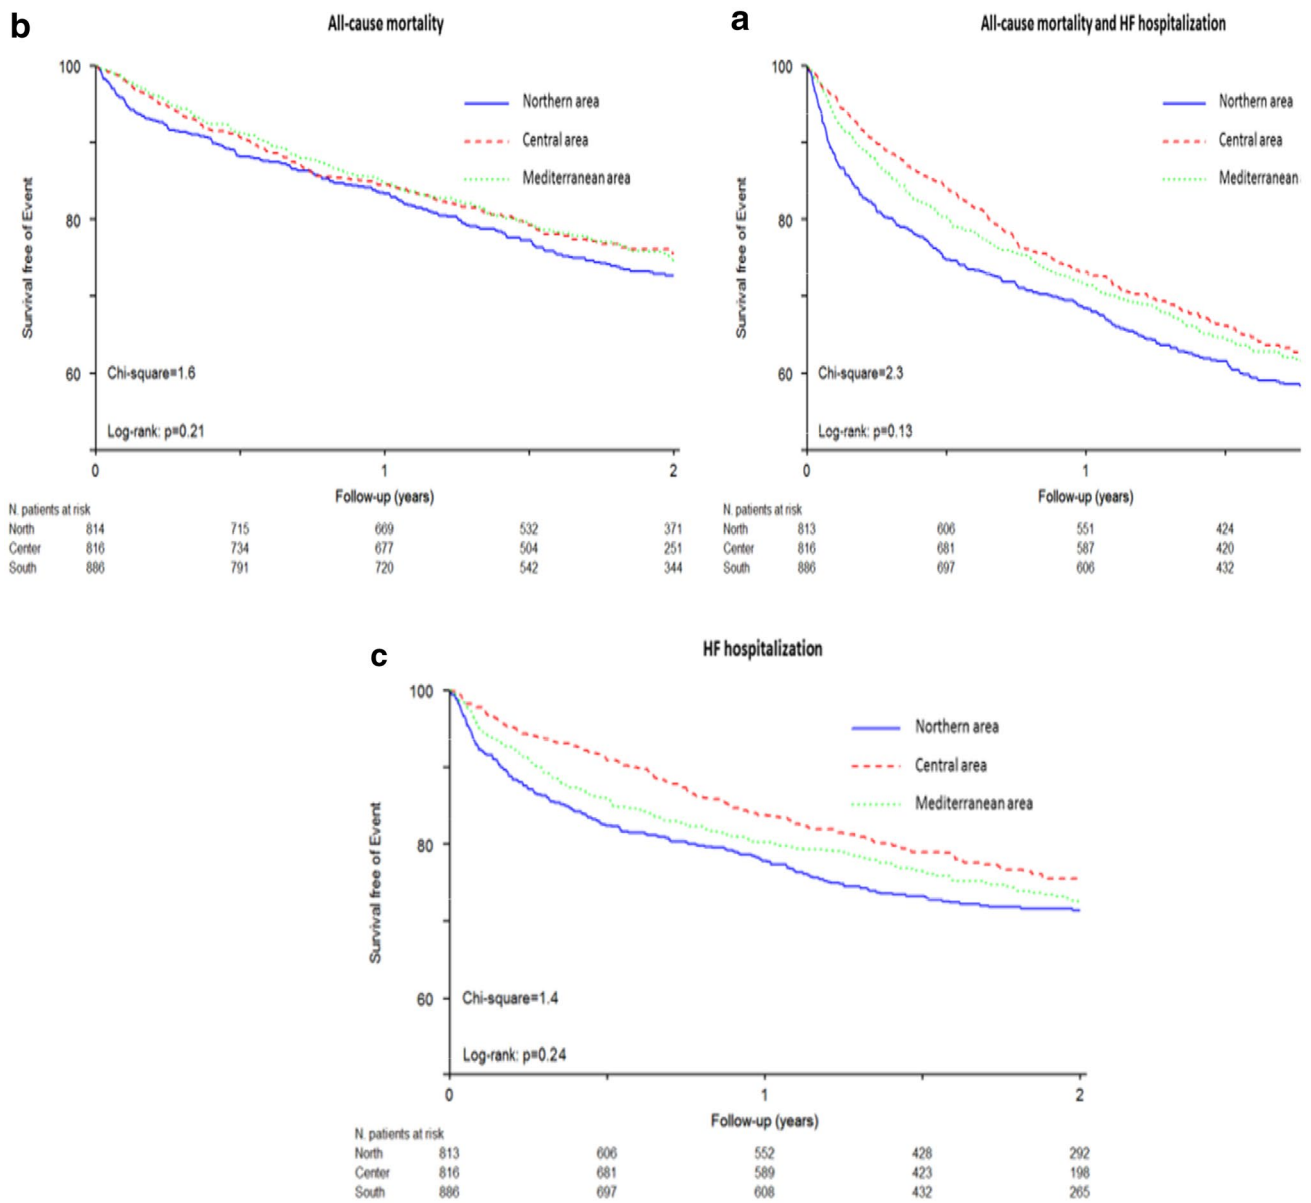 b
All-cause mortality
100
80
60
Survival free of Event
Northern area
Central area
Mediterranean area
Chi-square=1.6
Log-rank: p=0.21
0 1 2
Follow-up (years)
N. patients at risk
North 814 715 669 532 371
Center 816 734 677 504 251
South 886 791 720 542 344
a
All-cause mortality and HF hospitalization
100
80
60
Survival free of Event
Northern area
Central area
Mediterranean
Chi-square=2.3
Log-rank: p=0.13
0 1
Follow-up (years)
N. patients at risk
North 813 606 551 424
Center 816 681 587 420
South 886 697 606 432
c
HF hospitalization
100
80
60
Survival free of Event
Northern area
Central area
Mediterranean area
Chi-square=1.4
Log-rank: p=0.24
0 1 2
Follow-up (years)
N. patients at risk
North 813 606 552 428 292
Center 816 681 589 423 198
South 886 697 608 432 265